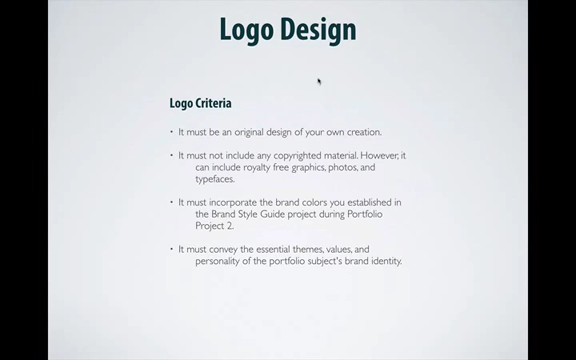 Logo Design
Logo Criteria
• It must be an original design of your own creation.
• It must not include any copyrighted material. However, it
can include royalty free graphics, photos, and
typefaces.
• It must incorporate the brand colors you established in
the Brand Style Guide project during Portfolio
Project 2.
• It must convey the essential themes, values, and
personality of the portfolio subject's brand identity.